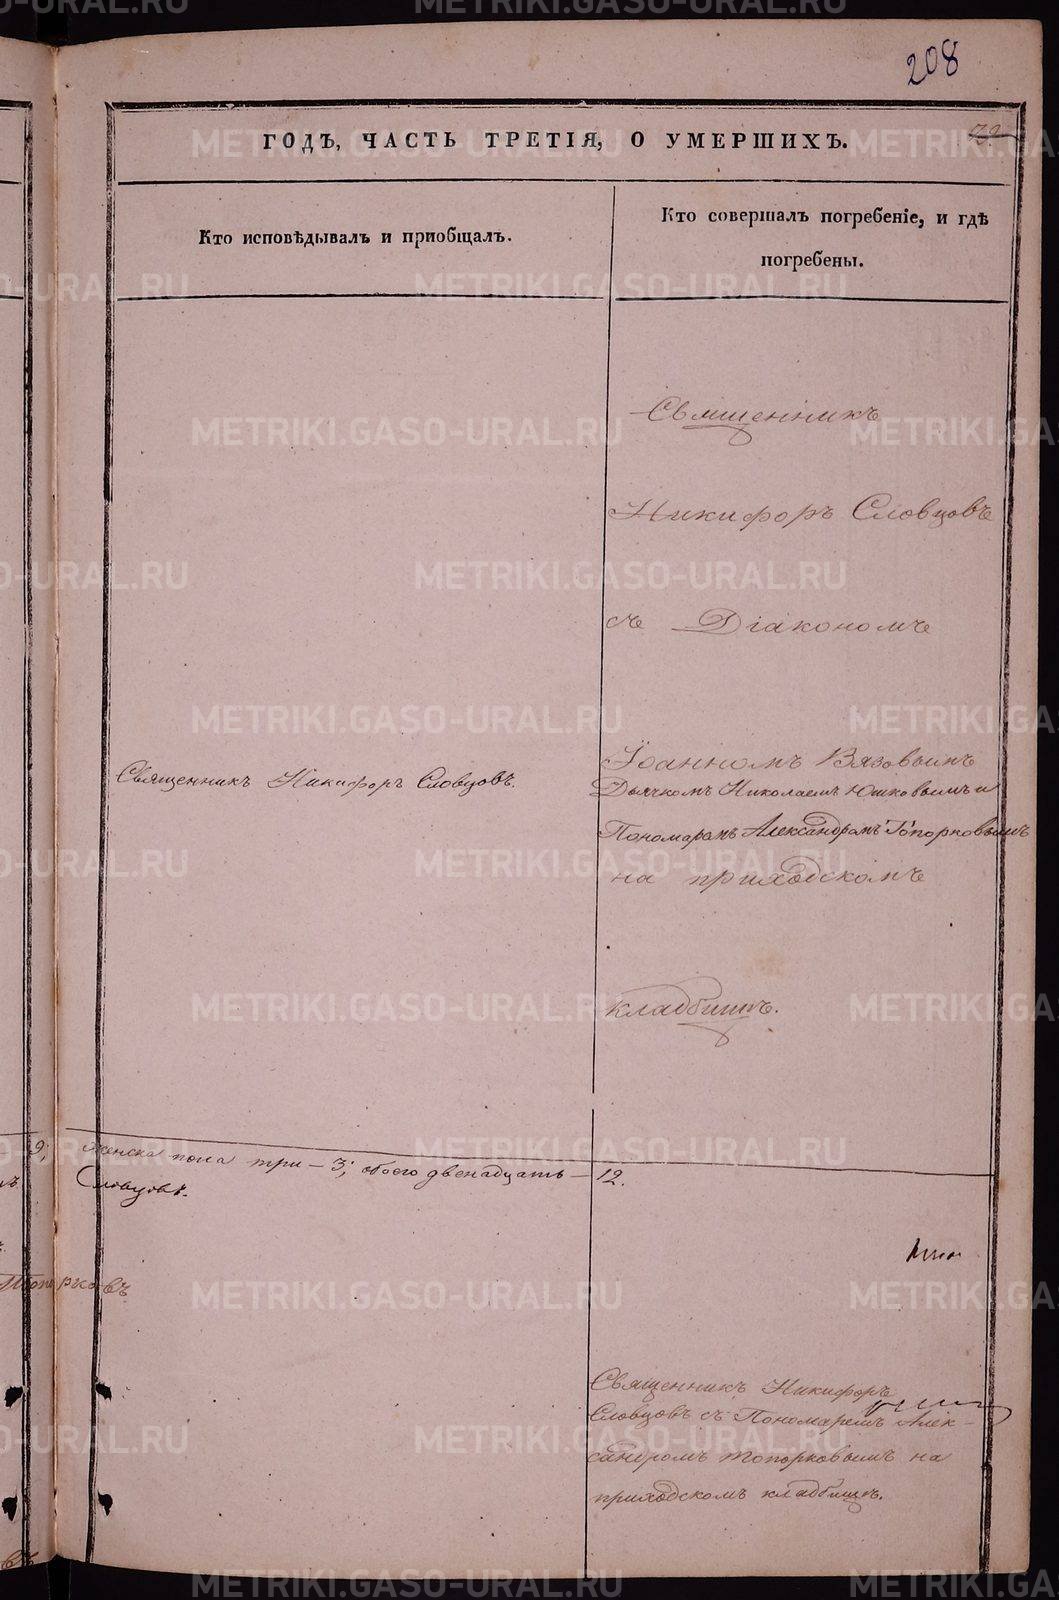 208
ГОДЪ, ЧАСТЬ ТРЕТІЯ, О УМЕРШИХЪ.
Кто исповѣдывалъ и приобщалъ.
Кто совершалъ погребеніе, и гдѣ
погребены.
Священникъ
Никифоръ Словцовъ
съ Діакономъ
Іоанномъ Вязовымъ
Священникъ Никифоръ Словцовъ.
Дьячкомъ Николаемъ Юшковымъ и
Пономаремъ Александромъ Топорковымъ
на приходскомъ
кладбищѣ.
9; женска пола три – 3; обоего двенадцать – 12.
Словцовъ.
Топорковъ
Священникъ Никифоръ
Словцовъ съ Пономаремъ Алек-
сандромъ Топорковымъ на
приходскомъ кладбищѣ.
METRIKI.GASO-URAL.RU